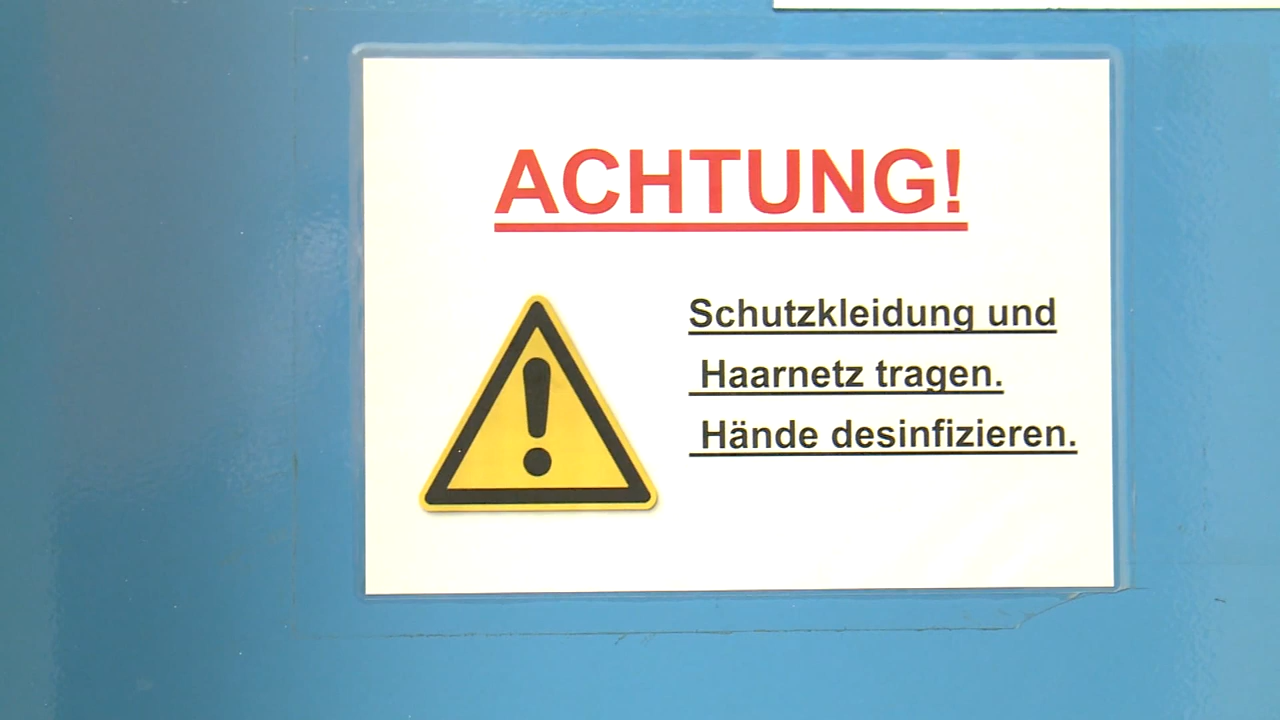 ACHTUNG!
Schutzkleidung und
Haarnetz tragen.
Hände desinfizieren.